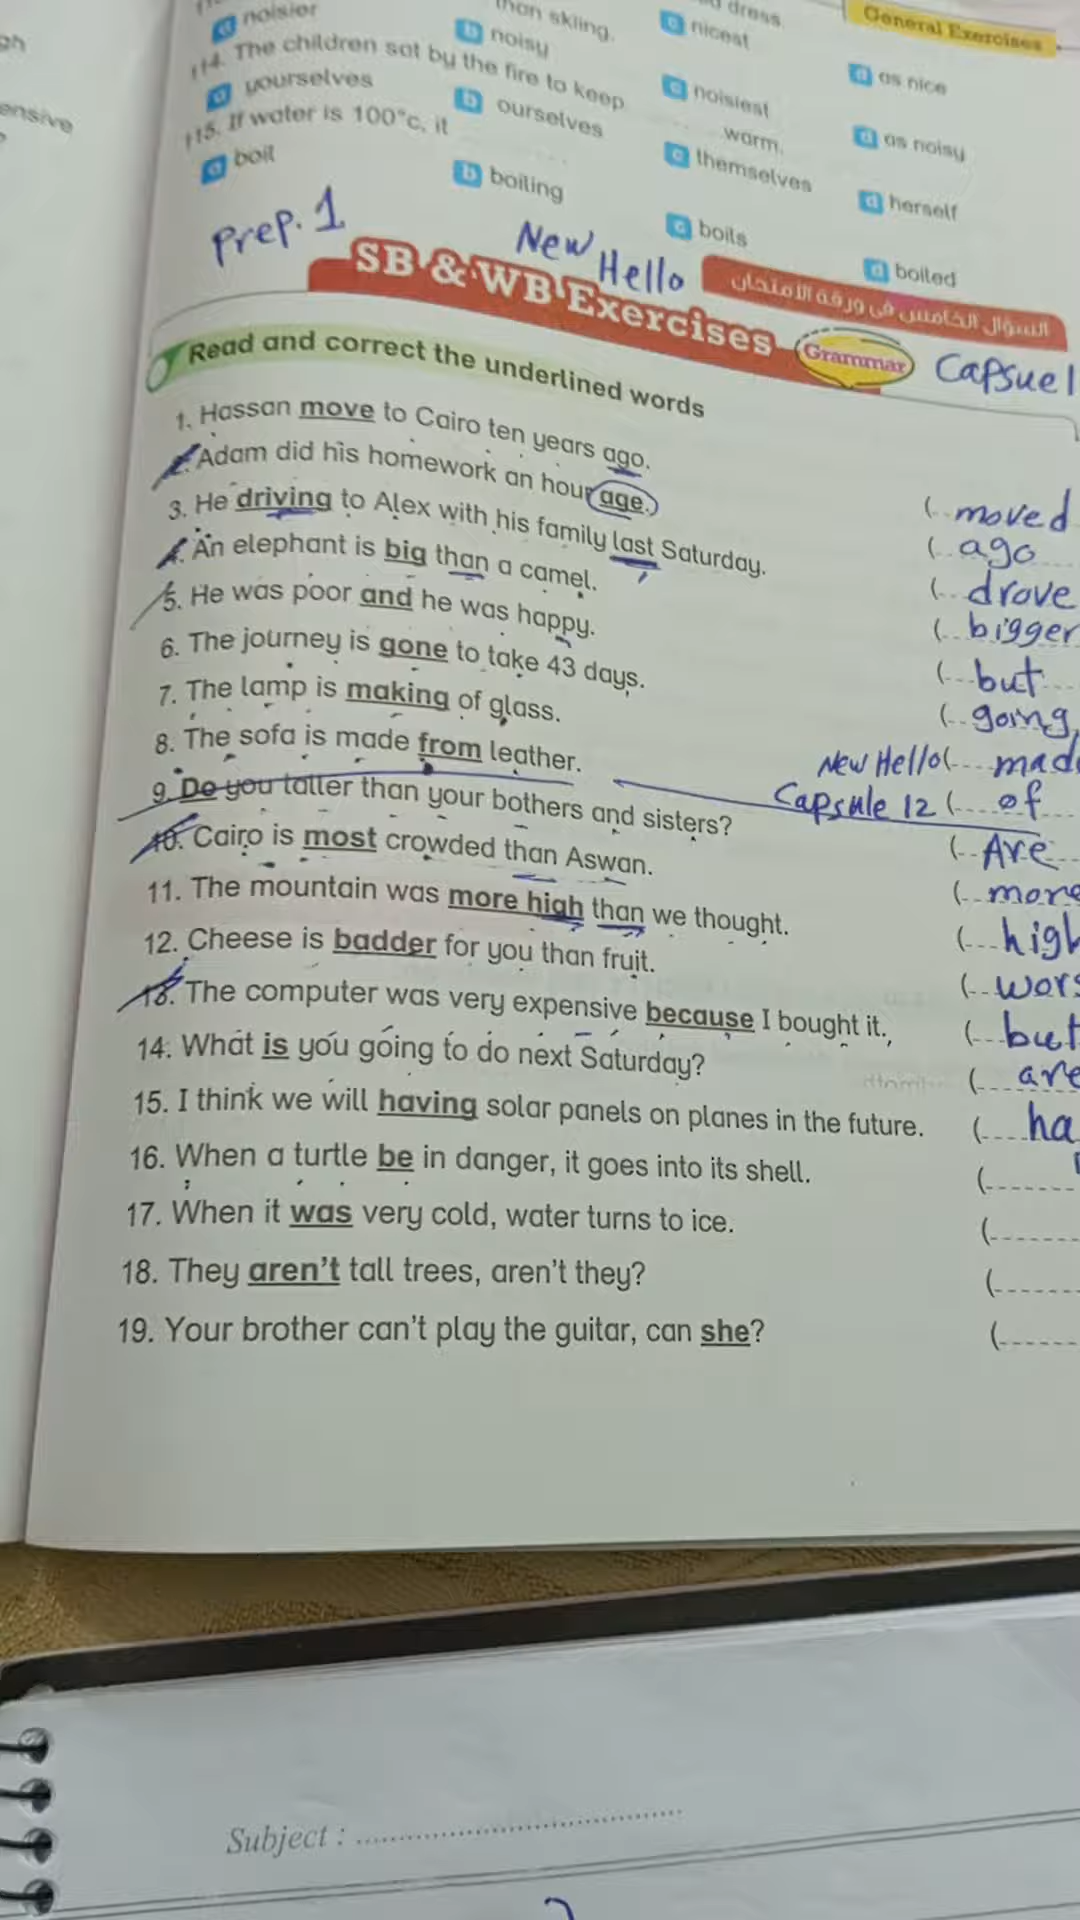 noisier
than skiing.
dress.
General Exercises
b noisy
c nicest
d as nice
ensive
114. The children sat by the fire to keep ........ warm.
c noisiest
d as noisy
a yourselves
b ourselves
c themselves
d herself
115. If water is 100°c, it ........
a boil
b boiling
c boils
d boiled
Prep. 1
New Hello
SB & WB Exercises
السؤال الخامس فى ورقة الامتحان
Grammar
Capsuel
Read and correct the underlined words
1. Hassan move to Cairo ten years ago. (moved
2. Adam did his homework an hour age. (ago
3. He driving to Alex with his family last Saturday. (drove
4. An elephant is big than a camel. (bigger
5. He was poor and he was happy. (but
6. The journey is gone to take 43 days. (going
7. The lamp is making of glass. (mad
8. The sofa is made from leather. (of
New Hello
Capsule 12
9. Do you taller than your bothers and sisters? (Are
10. Cairo is most crowded than Aswan. (more
11. The mountain was more high than we thought. (high
12. Cheese is badder for you than fruit. (wors
13. The computer was very expensive because I bought it. (but
14. What is you going to do next Saturday? (are
15. I think we will having solar panels on planes in the future. (ha
16. When a turtle be in danger, it goes into its shell. (
17. When it was very cold, water turns to ice. (
18. They aren't tall trees, aren't they? (
19. Your brother can't play the guitar, can she? (
Subject : ........